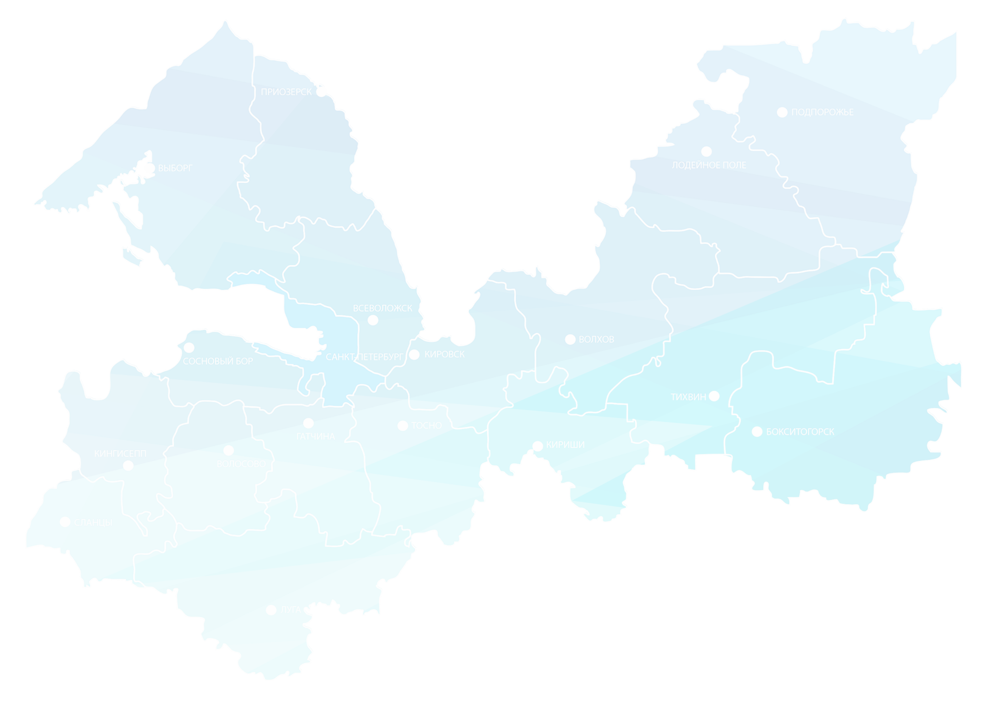 ПРИОЗЕРСК
ПОДПОРОЖЬЕ
ЛОДЕЙНОЕ ПОЛЕ
ВЫБОРГ
ВСЕВОЛОЖСК
ВОЛХОВ
КИРОВСК
САНКТ-ПЕТЕРБУРГ
СОСНОВЫЙ БОР
ТИХВИН
ТОСНО
БОКСИТОГОРСК
ГАТЧИНА
КИРИШИ
КИНГИСЕПП
ВОЛОСОВО
СЛАНЦЫ
ЛУГА